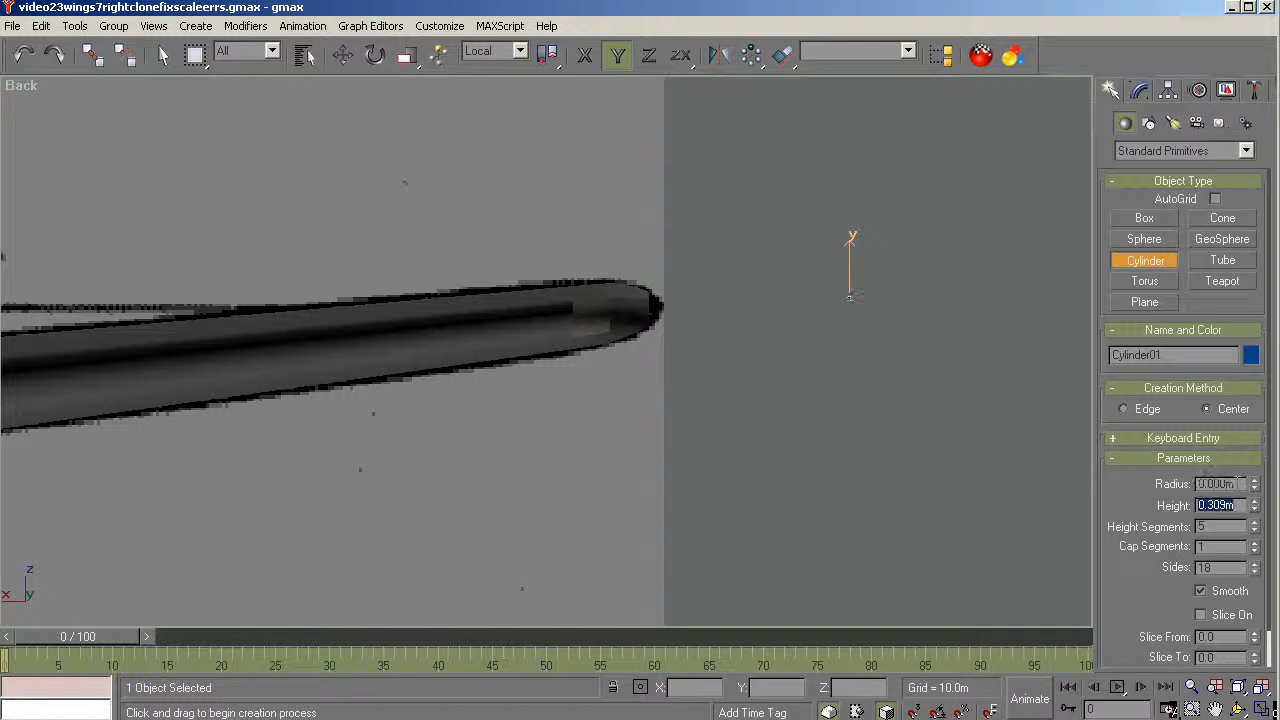 video23wings7rightclonefixscaleerrs.gmax - gmax
File Edit Tools Group Views Create Modifiers Animation Graph Editors Customize MAXScript Help
All Local X Y Z ZX
Back
Standard Primitives
Object Type
AutoGrid
Box Cone
Sphere GeoSphere
Cylinder Tube
Torus Teapot
Plane
Name and Color
Cylinder01
Creation Method
Edge Center
+ Keyboard Entry
- Parameters
Radius: 0.000m
Height: 0.309m
Height Segments: 5
Cap Segments: 1
Sides: 18
Smooth
Slice On
Slice From: 0.0
Slice To: 0.0
y
z
x y
< 0 / 100 >
5 10 15 20 25 30 35 40 45 50 55 60 65 70 75 80 85 90 95 100
1 Object Selected X: Y: Z: Grid = 10.0m Animate
Click and drag to begin creation process Add Time Tag 0